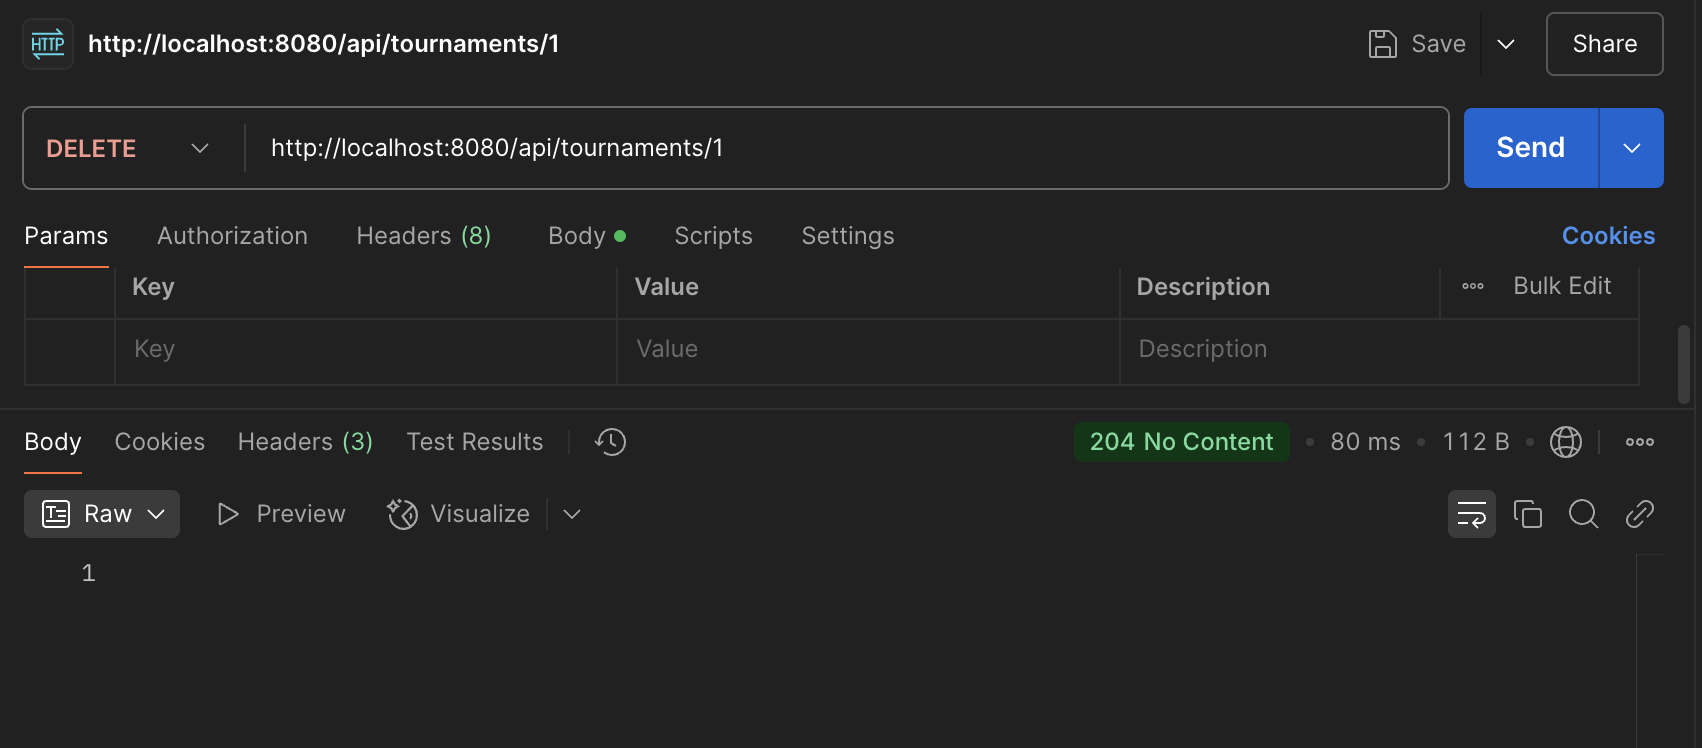 HTTP http://localhost:8080/api/tournaments/1 Save Share
DELETE http://localhost:8080/api/tournaments/1 Send
Params Authorization Headers (8) Body Scripts Settings Cookies
Key Value Description Bulk Edit
Key Value Description
Body Cookies Headers (3) Test Results 204 No Content 80 ms 112 B
Raw Preview Visualize
1